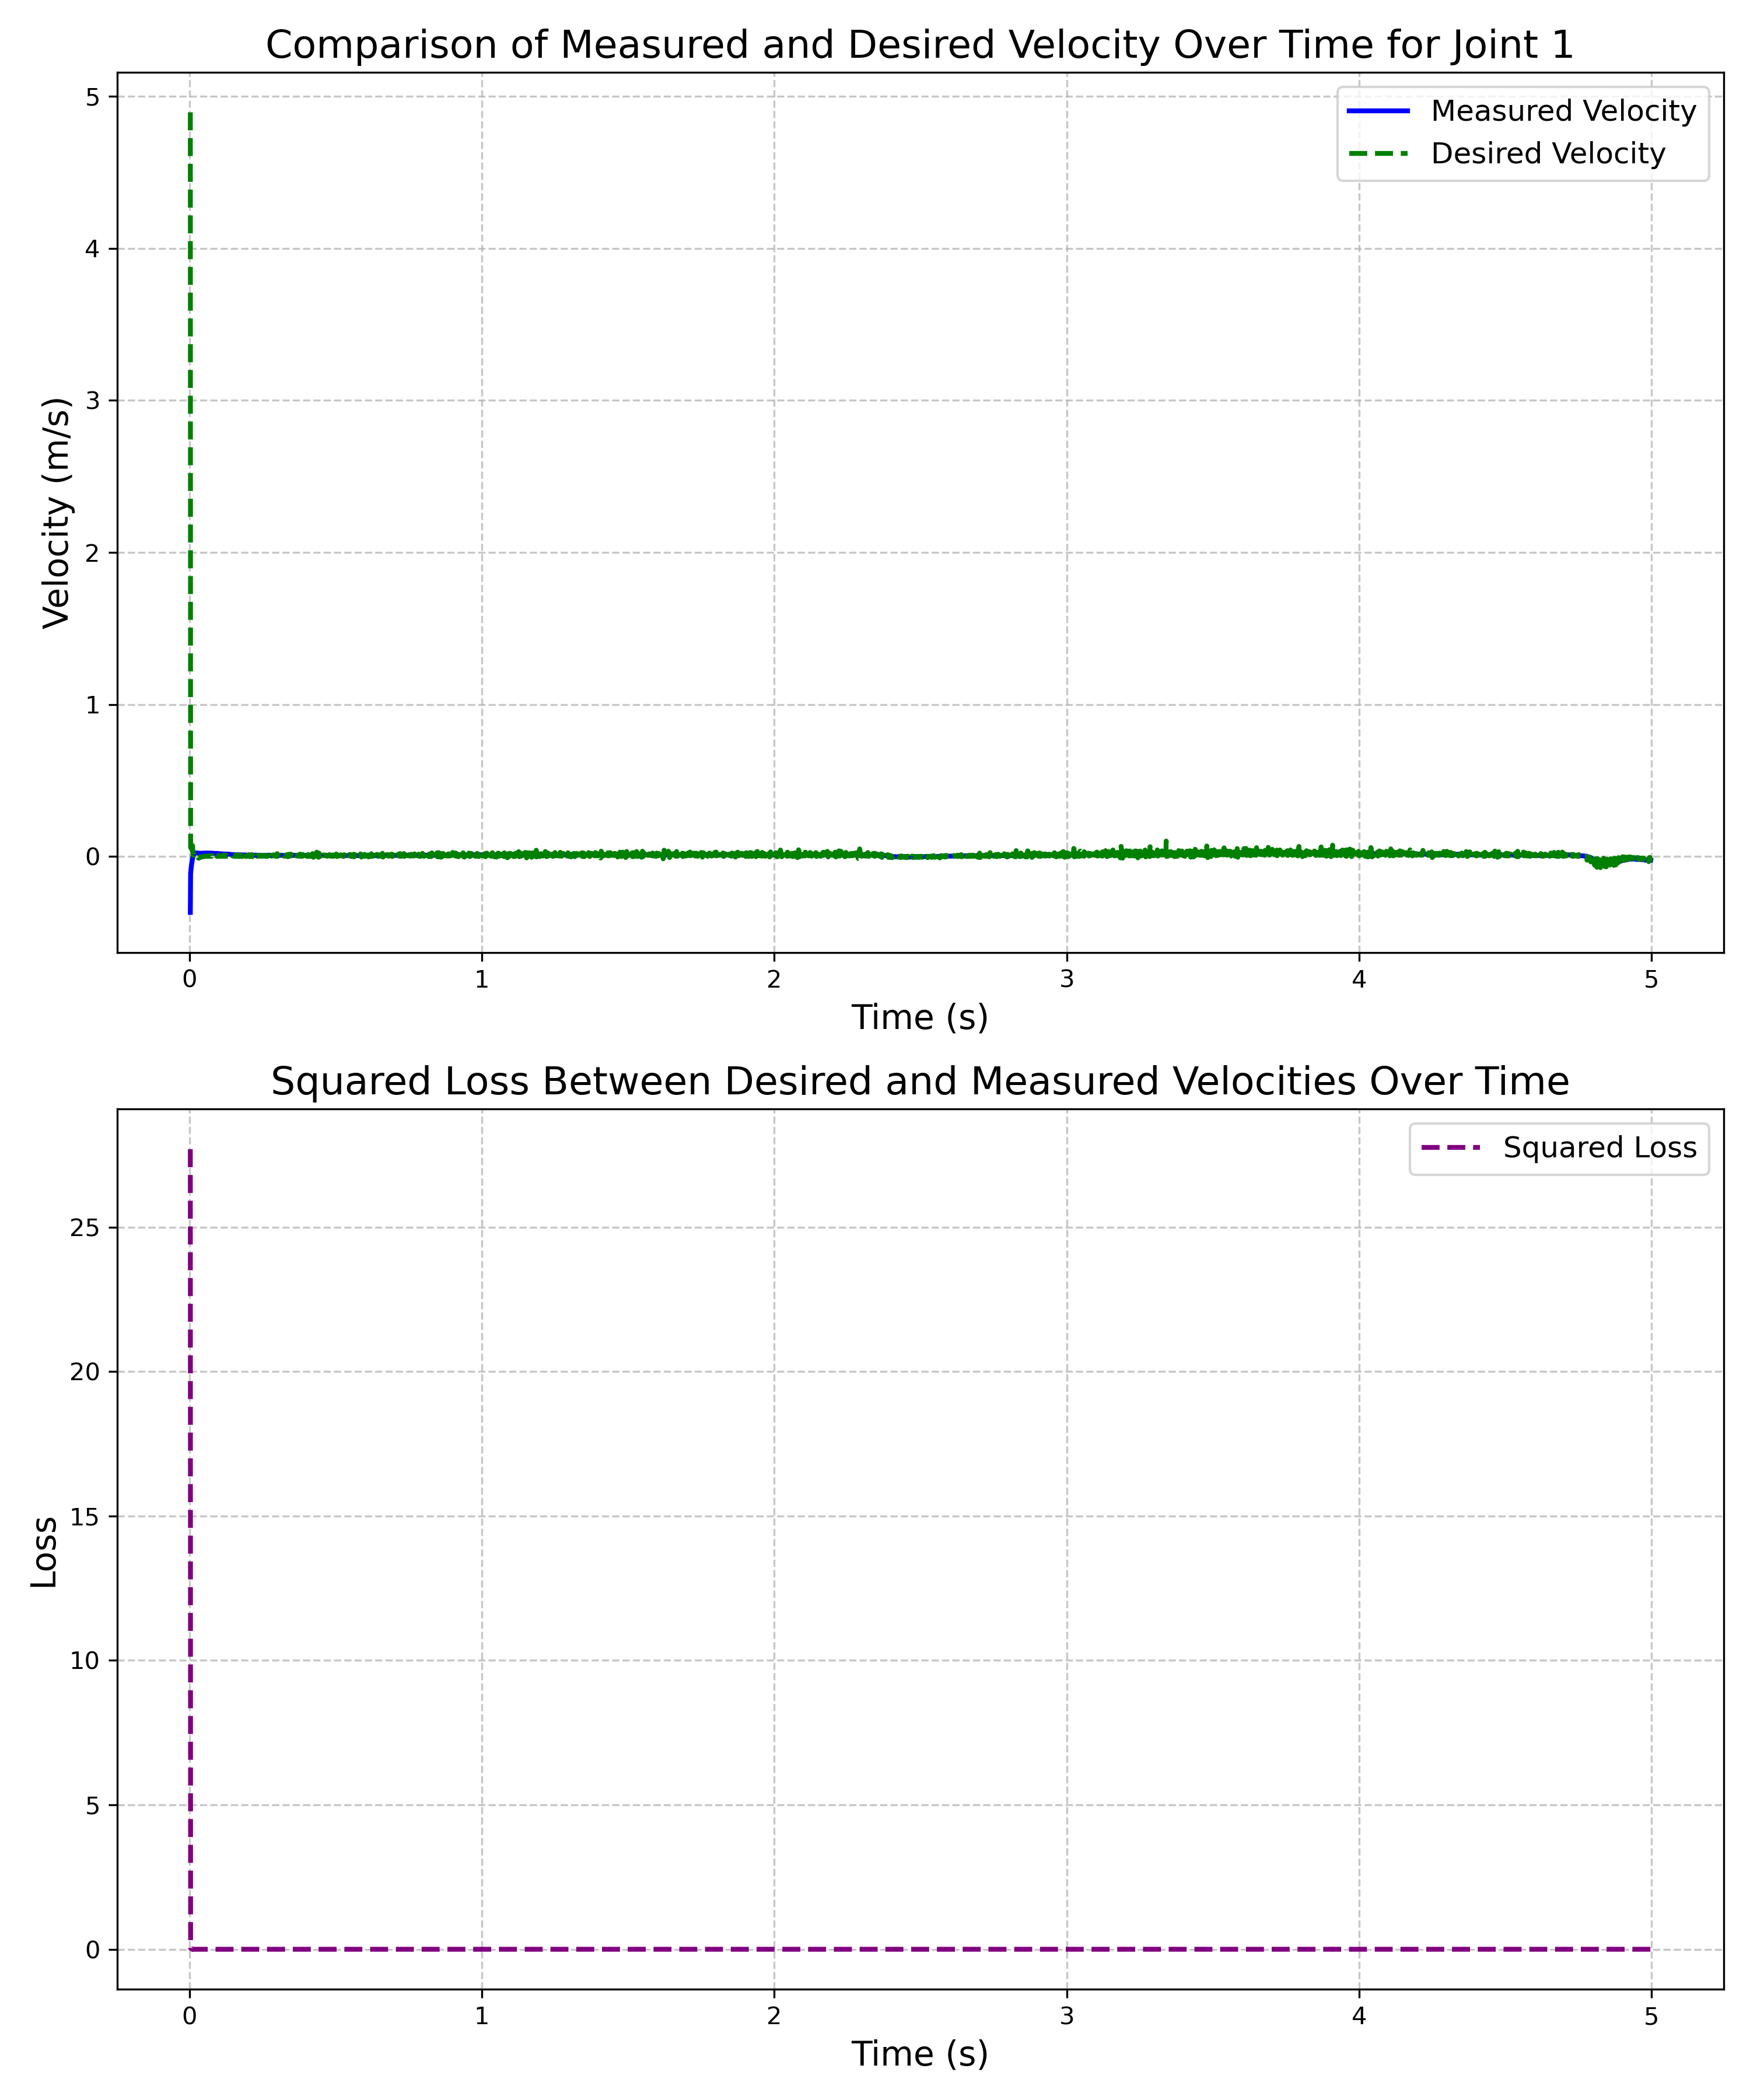 Comparison of Measured and Desired Velocity Over Time for Joint 1
Measured Velocity
Desired Velocity
Velocity (m/s)
5
4
3
2
1
0
0 1 2 3 4 5
Time (s)
Squared Loss Between Desired and Measured Velocities Over Time
Squared Loss
Loss
25
20
15
10
5
0
0 1 2 3 4 5
Time (s)